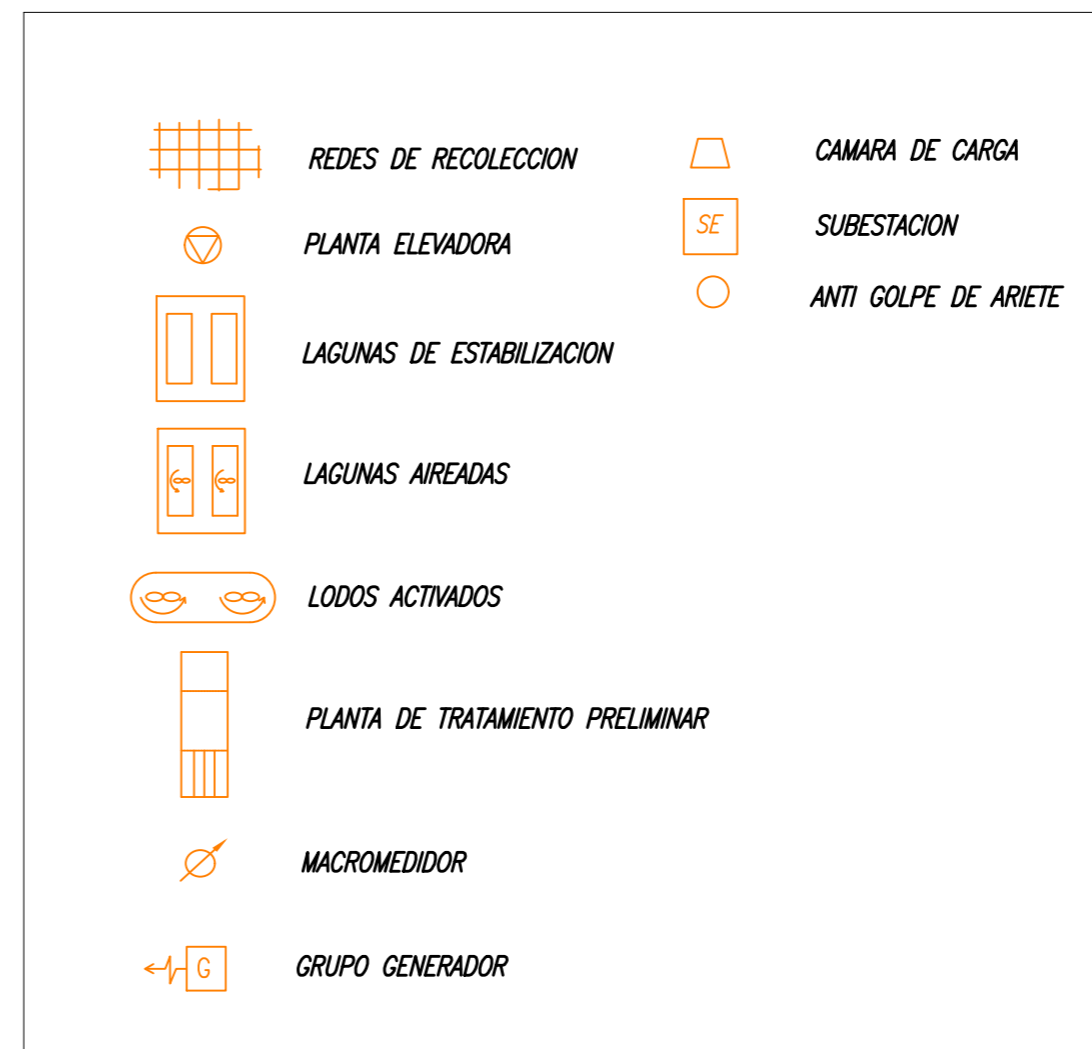 REDES DE RECOLECCION
PLANTA ELEVADORA
LAGUNAS DE ESTABILIZACION
LAGUNAS AIREADAS
LODOS ACTIVADOS
PLANTA DE TRATAMIENTO PRELIMINAR
MACROMEDIDOR
G GRUPO GENERADOR
CAMARA DE CARGA
SE SUBESTACION
ANTI GOLPE DE ARIETE